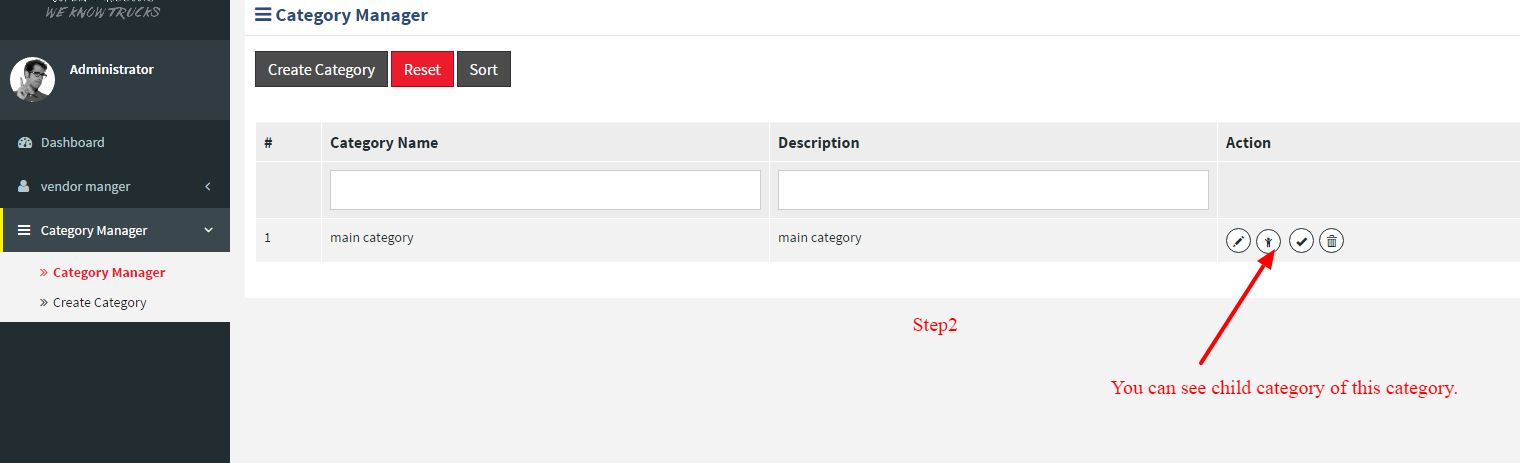 WE KNOW TRUCKS
Administrator
Dashboard
vendor manger
Category Manager
Category Manager
Create Category
Category Manager
Create Category Reset Sort
# Category Name Description Action
1 main category main category
Step2
You can see child category of this category.